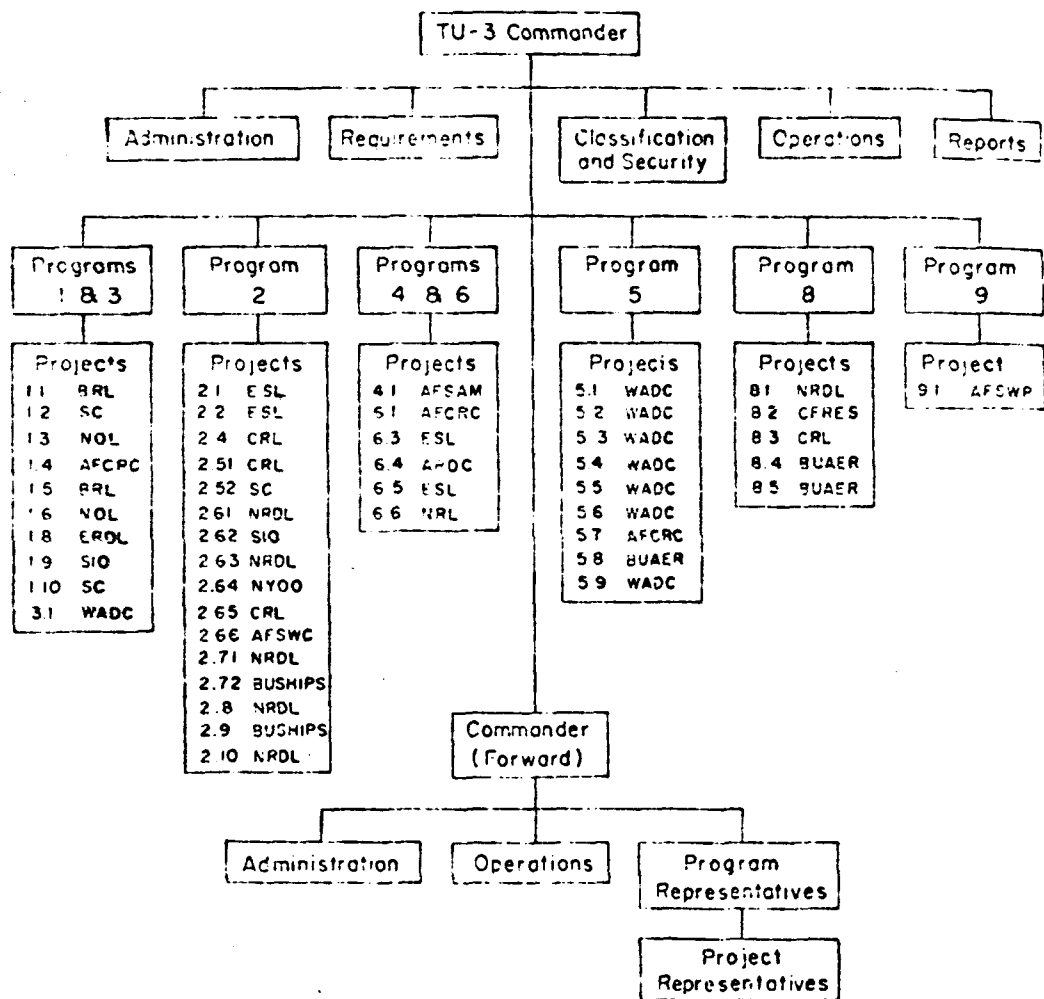 TU-3 Commander
Administration
Requirements
Classification
and Security
Operations
Reports
Programs
1 & 3
Projects
1.1 BRL
1.2 SC
1.3 NOL
1.4 AFCRC
1.5 BRL
1.6 NOL
1.8 ERDL
1.9 SIO
1.10 SC
3.1 WADC
Program
2
Projects
2.1 ESL
2.2 ESL
2.4 CRL
2.51 CRL
2.52 SC
2.61 NRDL
2.62 SIO
2.63 NRDL
2.64 NYOO
2.65 CRL
2.66 AFSWC
2.71 NRDL
2.72 BUSHIPS
2.8 NRDL
2.9 BUSHIPS
2.10 NRDL
Programs
4 & 6
Projects
4.1 AFSAM
5.1 AFCRC
6.3 ESL
6.4
6.5 ESL
6.6 NRL
Program
5
Projects
5.1 WADC
5.2 WADC
5.3 WADC
5.4 WADC
5.5 WADC
5.6 WADC
5.7 AFCRC
5.8 BUAER
5.9 WADC
Program
8
Projects
8.1 NRDL
8.2
8.3 CRL
8.4 BUAER
8.5 BUAER
Program
9
Project
9.1 AFSWP
Commander
(Forward)
Administration
Operations
Program
Representatives
Project
Representatives